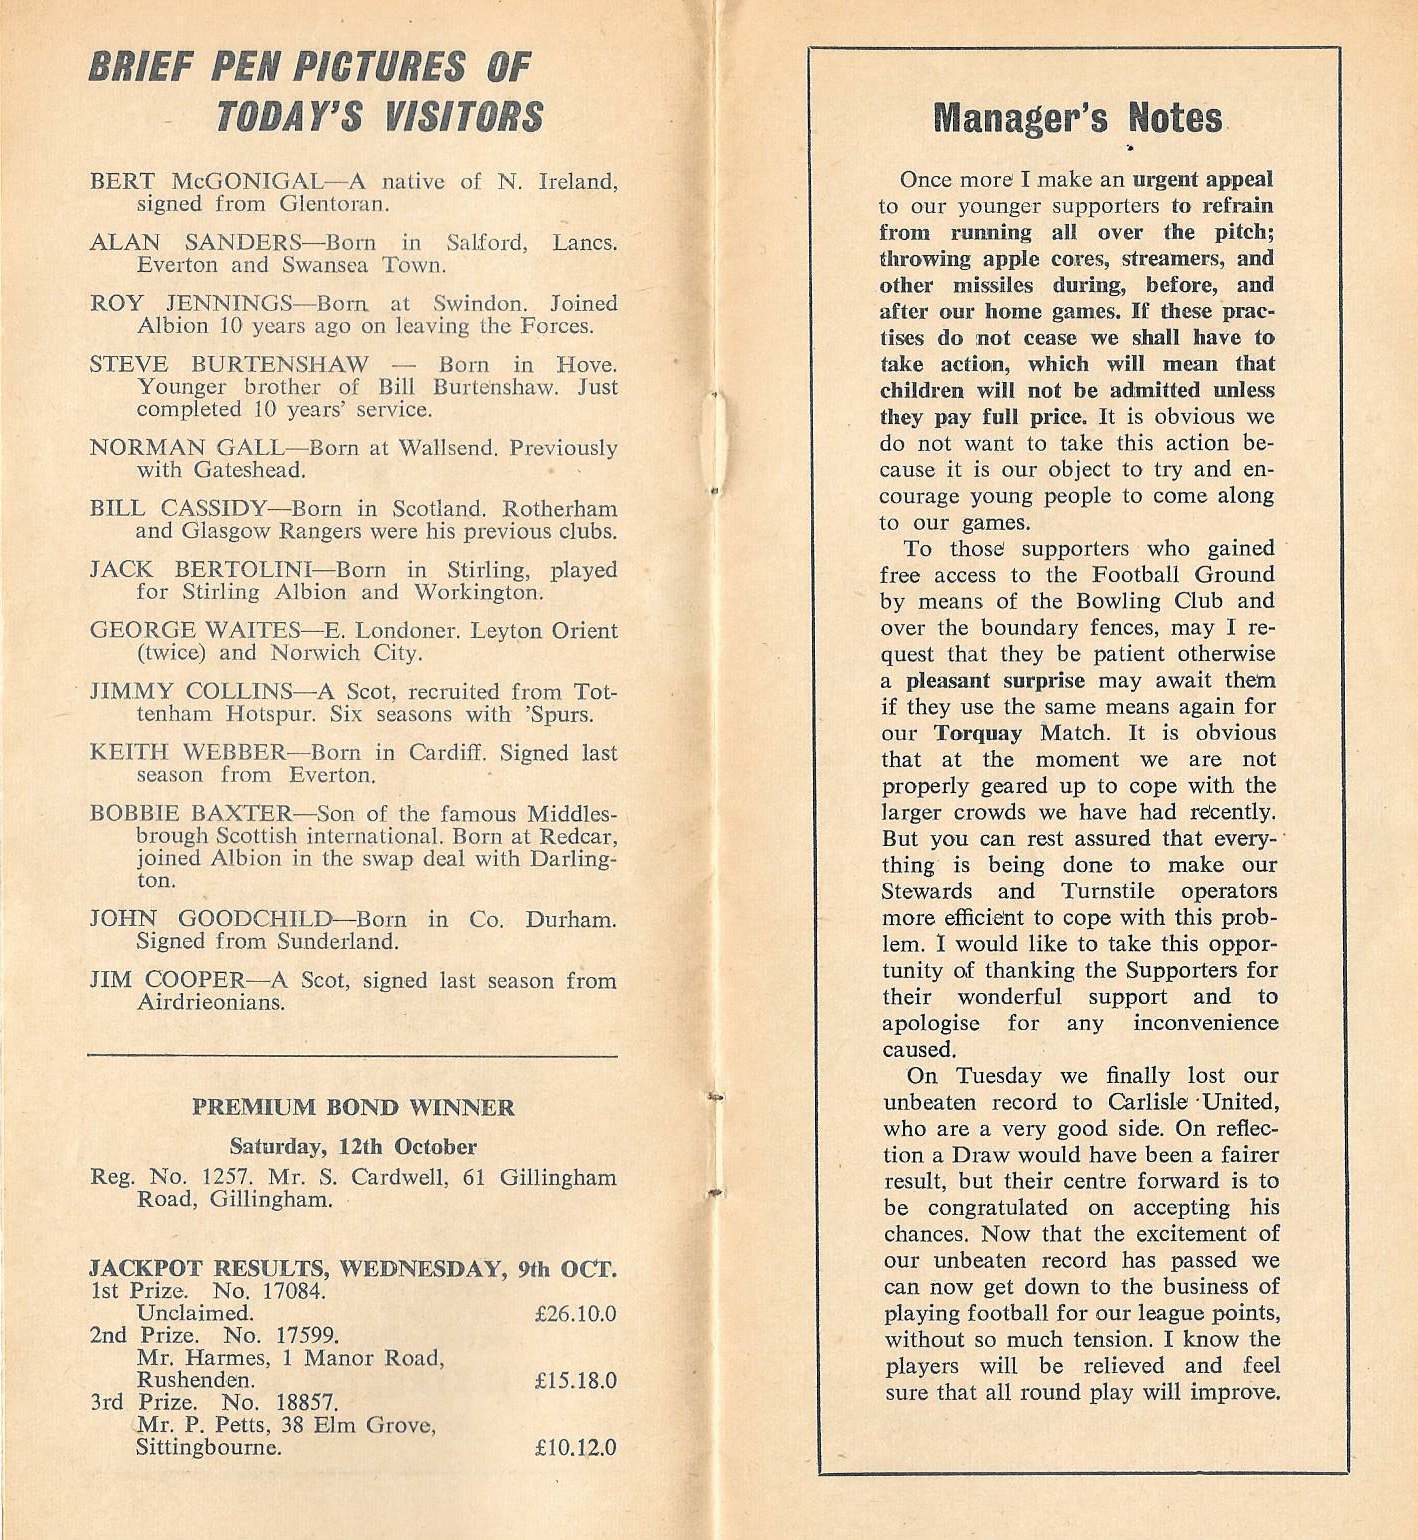 BRIEF PEN PICTURES OF
TODAY'S VISITORS
BERT McGONIGAL—A native of N. Ireland,
signed from Glentoran.
ALAN SANDERS—Born in Salford, Lancs.
Everton and Swansea Town.
ROY JENNINGS—Born at Swindon. Joined
Albion 10 years ago on leaving the Forces.
STEVE BURTENSHAW — Born in Hove.
Younger brother of Bill Burtenshaw. Just
completed 10 years' service.
NORMAN GALL—Born at Wallsend. Previously
with Gateshead.
BILL CASSIDY—Born in Scotland. Rotherham
and Glasgow Rangers were his previous clubs.
JACK BERTOLINI—Born in Stirling, played
for Stirling Albion and Workington.
GEORGE WAITES—E. Londoner. Leyton Orient
(twice) and Norwich City.
JIMMY COLLINS—A Scot, recruited from Tot-
tenham Hotspur. Six seasons with 'Spurs.
KEITH WEBBER—Born in Cardiff. Signed last
season from Everton.
BOBBIE BAXTER—Son of the famous Middles-
brough Scottish international. Born at Redcar,
joined Albion in the swap deal with Darling-
ton.
JOHN GOODCHILD—Born in Co. Durham.
Signed from Sunderland.
JIM COOPER—A Scot, signed last season from
Airdrieonians.
PREMIUM BOND WINNER
Saturday, 12th October
Reg. No. 1257. Mr. S. Cardwell, 61 Gillingham
Road, Gillingham.
JACKPOT RESULTS, WEDNESDAY, 9th OCT.
1st Prize. No. 17084.
Unclaimed. £26.10.0
2nd Prize. No. 17599.
Mr. Harmes, 1 Manor Road,
Rushenden. £15.18.0
3rd Prize. No. 18857.
Mr. P. Petts, 38 Elm Grove,
Sittingbourne. £10.12.0
Manager's Notes
Once more I make an urgent appeal
to our younger supporters to refrain
from running all over the pitch;
throwing apple cores, streamers, and
other missiles during, before, and
after our home games. If these prac-
tises do not cease we shall have to
take action, which will mean that
children will not be admitted unless
they pay full price. It is obvious we
do not want to take this action be-
cause it is our object to try and en-
courage young people to come along
to our games.
To those supporters who gained
free access to the Football Ground
by means of the Bowling Club and
over the boundary fences, may I re-
quest that they be patient otherwise
a pleasant surprise may await them
if they use the same means again for
our Torquay Match. It is obvious
that at the moment we are not
properly geared up to cope with the
larger crowds we have had recently.
But you can rest assured that every-
thing is being done to make our
Stewards and Turnstile operators
more efficient to cope with this prob-
lem. I would like to take this oppor-
tunity of thanking the Supporters for
their wonderful support and to
apologise for any inconvenience
caused.
On Tuesday we finally lost our
unbeaten record to Carlisle United,
who are a very good side. On reflec-
tion a Draw would have been a fairer
result, but their centre forward is to
be congratulated on accepting his
chances. Now that the excitement of
our unbeaten record has passed we
can now get down to the business of
playing football for our league points,
without so much tension. I know the
players will be relieved and feel
sure that all round play will improve.